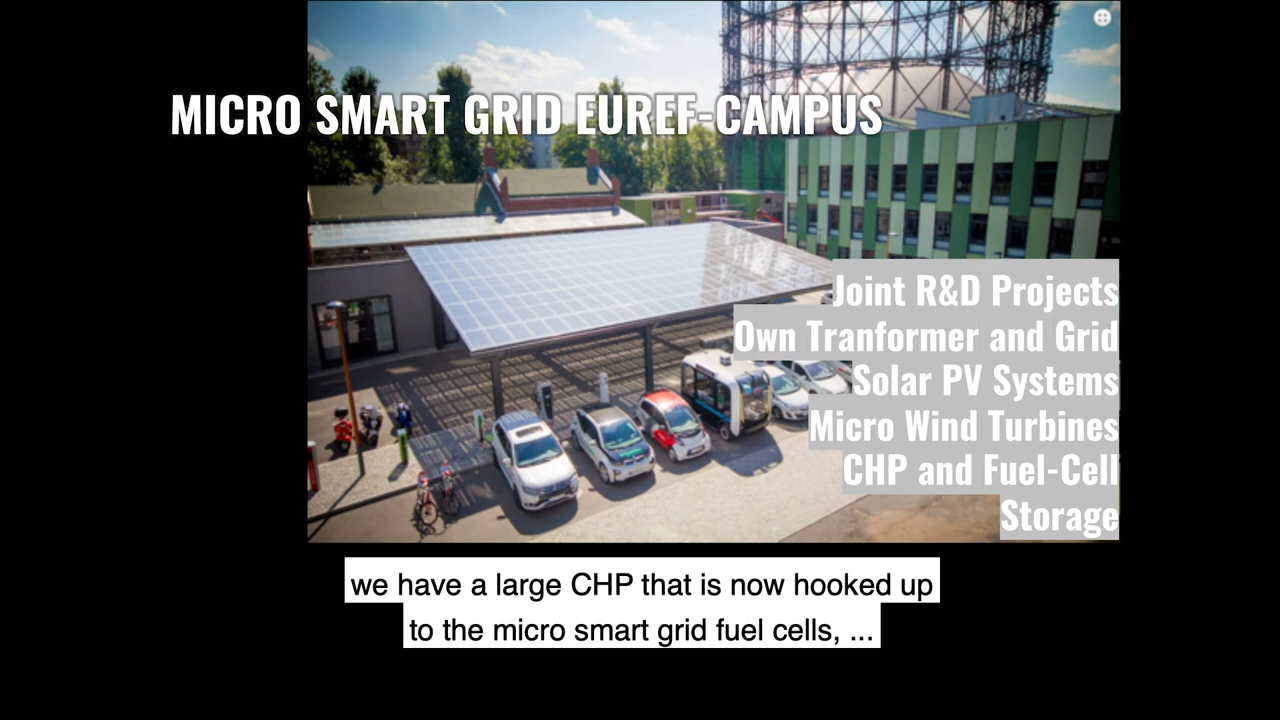 MICRO SMART GRID EUREF-CAMPUS
Joint R&D Projects
Own Tranformer and Grid
Solar PV Systems
Micro Wind Turbines
CHP and Fuel-Cell
Storage
we have a large CHP that is now hooked up
to the micro smart grid fuel cells, ...